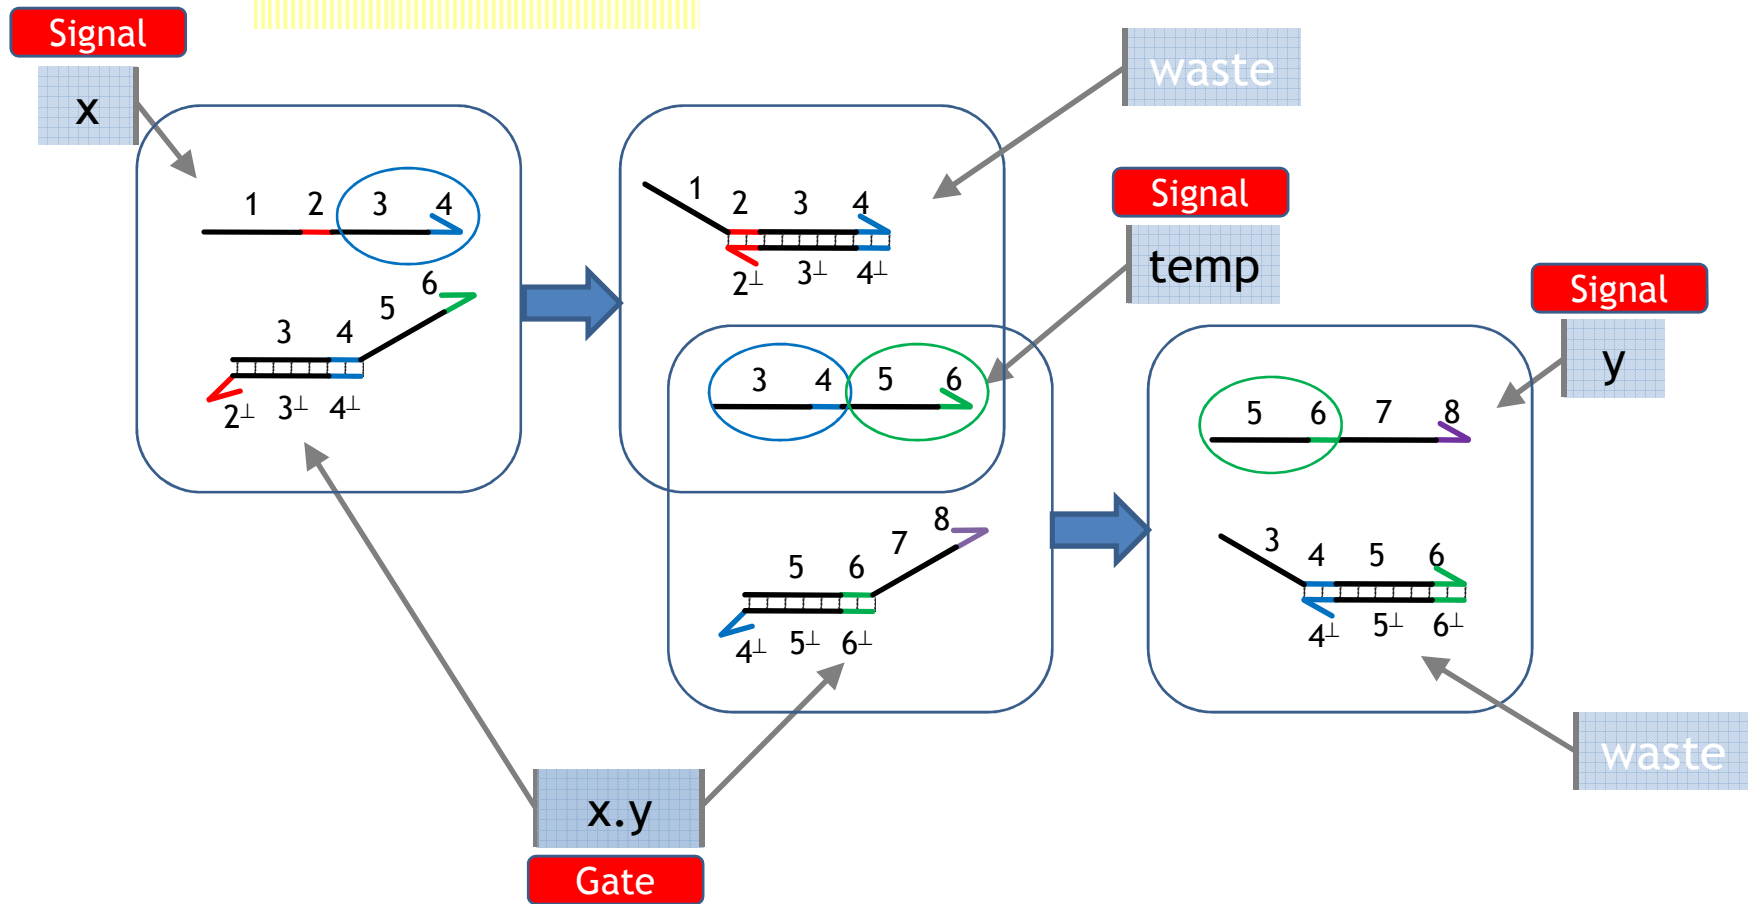 Signal
x
1 2 3 4
6
5
3 4
2⊥ 3⊥ 4⊥
waste
1
2 3 4
2⊥ 3⊥ 4⊥
Signal
temp
3 4 5 6
8
7
5 6
4⊥ 5⊥ 6⊥
Signal
y
5 6 7 8
3
4 5 6
4⊥ 5⊥ 6⊥
waste
x.y
Gate